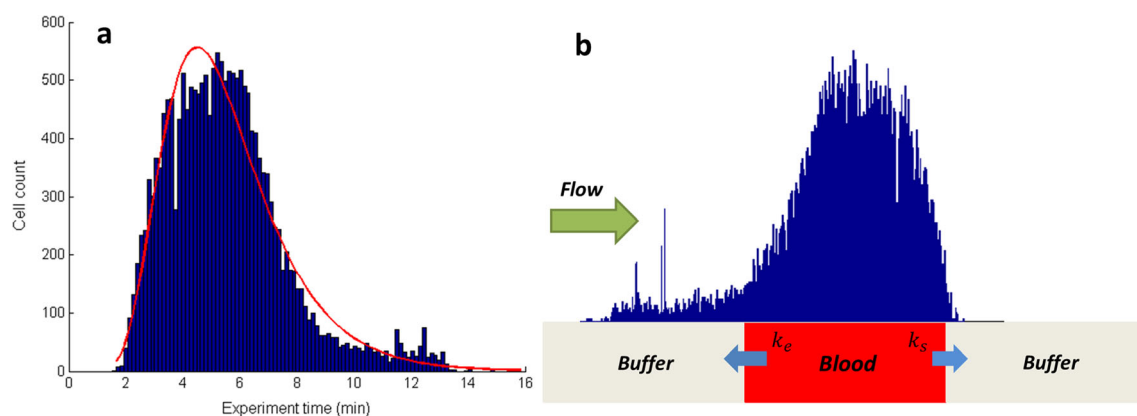 a
600
500
400
300
200
100
0
Cell count
0 2 4 6 8 10 12 14 16
Experiment time (min)
b
Flow
k_e k_s
Buffer Blood Buffer